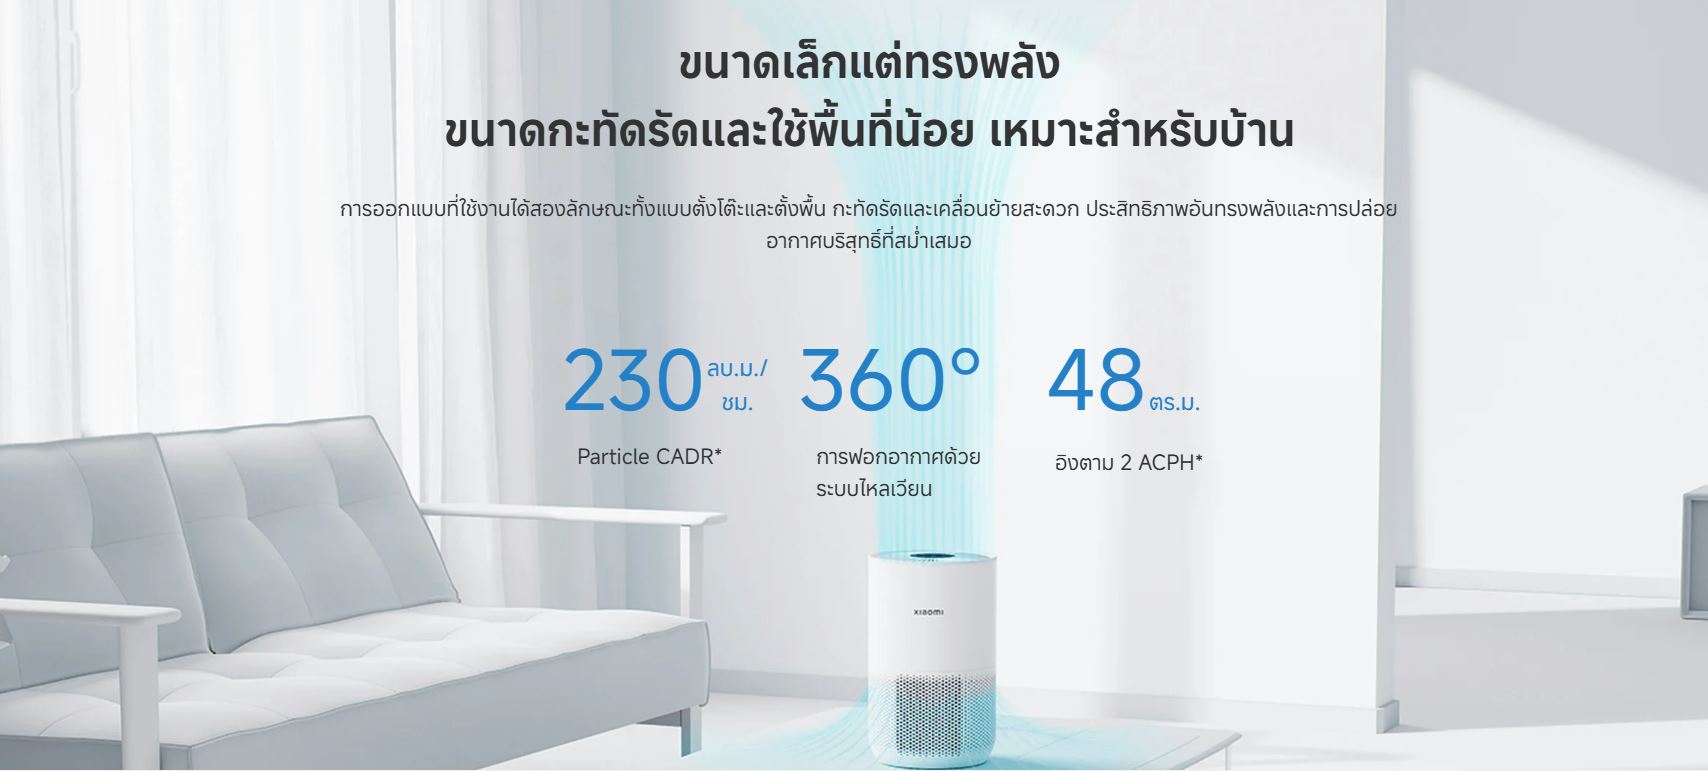 ขนาดเล็กแต่ทรงพลัง
ขนาดกะทัดรัดและใช้พื้นที่น้อย เหมาะสำหรับบ้าน
การออกแบบที่ใช้งานได้สองลักษณะทั้งแบบตั้งโต๊ะและตั้งพื้น กะทัดรัดและเคลื่อนย้ายสะดวก ประสิทธิภาพอันทรงพลังและการปล่อย
อากาศบริสุทธิ์ที่สม่ำเสมอ
230 ลบ.ม./
ชม.
Particle CADR*
360°
การฟอกอากาศด้วย
ระบบไหลเวียน
48 ตร.ม.
อิงตาม 2 ACPH*
xiaomi